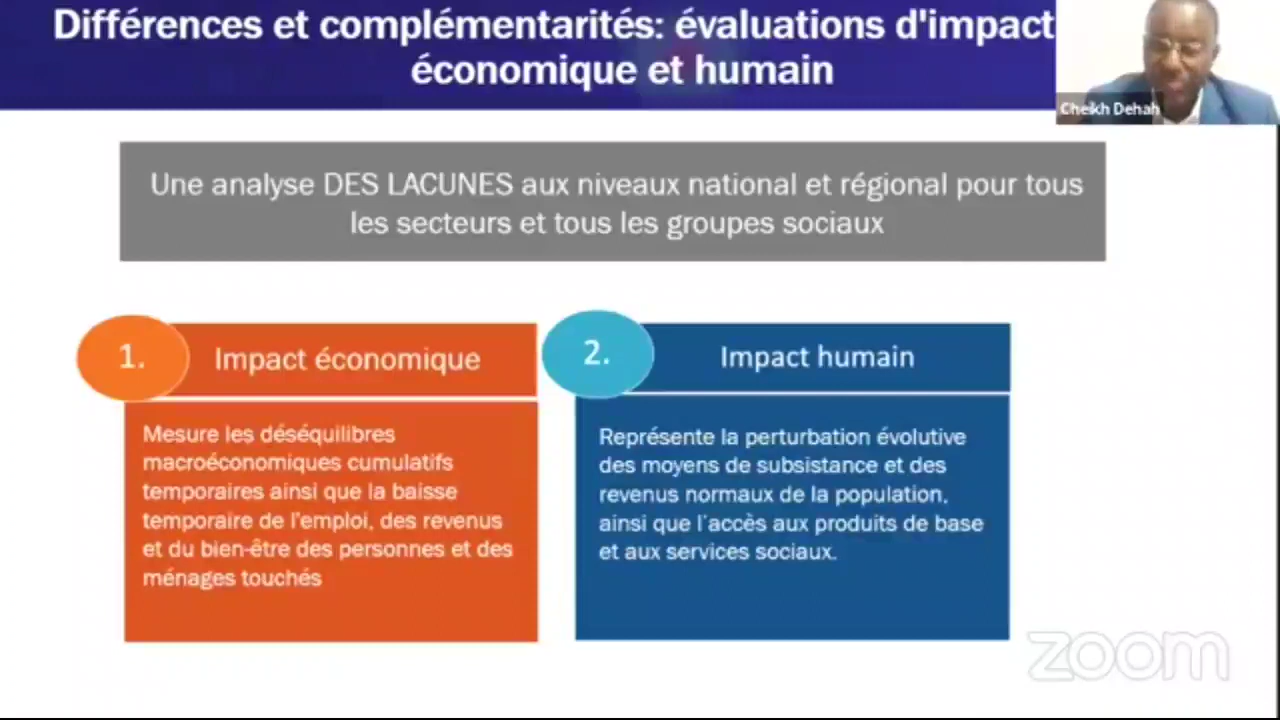 Différences et complémentarités: évaluations d'impact
économique et humain
Cheikh Dehah
Une analyse DES LACUNES aux niveaux national et régional pour tous
les secteurs et tous les groupes sociaux
1.
Impact économique
Mesure les déséquilibres
macroéconomiques cumulatifs
temporaires ainsi que la baisse
temporaire de l'emploi, des revenus
et du bien-être des personnes et des
ménages touchés
2.
Impact humain
Représente la perturbation évolutive
des moyens de subsistance et des
revenus normaux de la population,
ainsi que l'accès aux produits de base
et aux services sociaux.
zoom